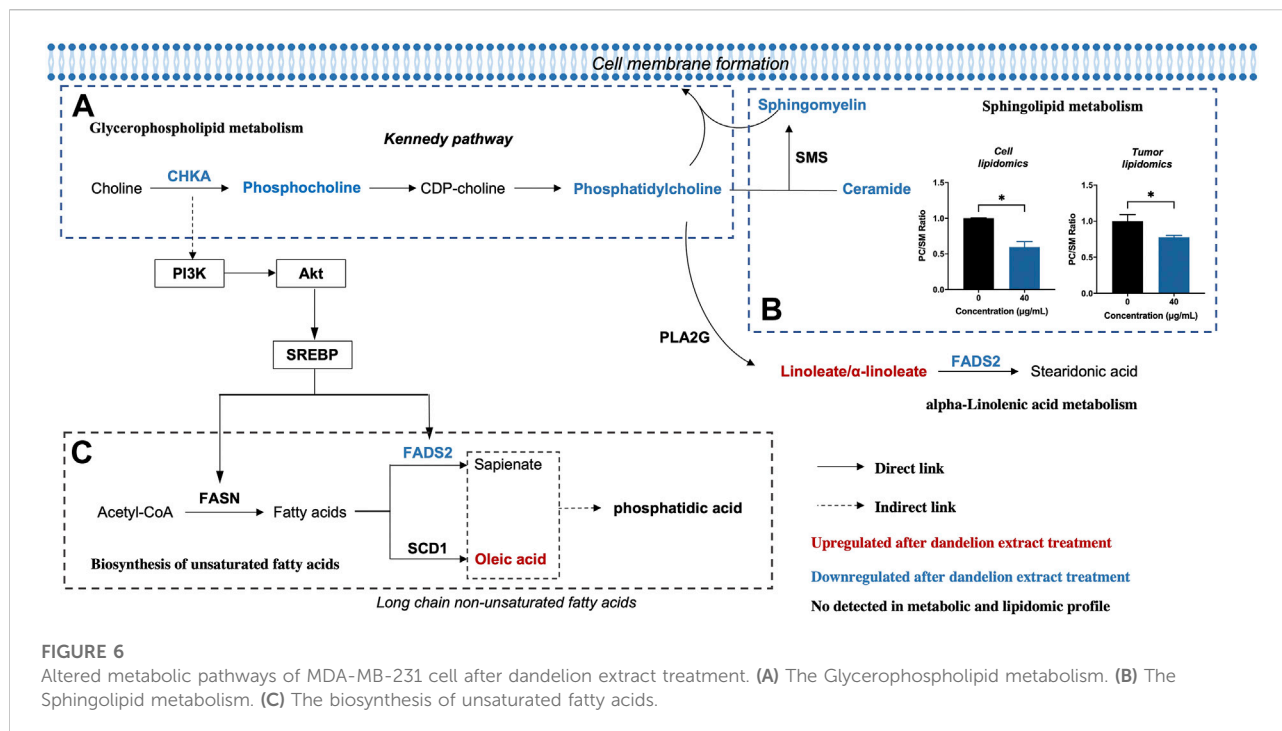 Cell membrane formation
A
Glycerophospholipid metabolism
Kennedy pathway
Choline
CHKA
Phosphocholine
CDP-choline
Phosphatidylcholine
Sphingomyelin
Sphingolipid metabolism
SMS
Ceramide
Cell
lipidomics
PC/SM Ratio
1.5
1.0
0.5
0.0
*
0
40
Concentration (μg/mL)
Tumor
lipidomics
PC/SM Ratio
1.5
1.0
0.5
0.0
*
0
40
Concentration (μg/mL)
B
PI3K
Akt
SREBP
PLA2G
Linoleate/α-linoleate
FADS2
Stearidonic acid
alpha-Linolenic acid metabolism
C
FADS2
Sapienate
Acetyl-CoA
FASN
Fatty acids
phosphatidic acid
SCD1
Oleic acid
Biosynthesis of unsaturated fatty acids
Long chain non-unsaturated fatty acids
Direct link
Indirect link
Upregulated after dandelion extract treatment
Downregulated after dandelion extract treatment
No detected in metabolic and lipidomic profile
FIGURE 6
Altered metabolic pathways of MDA-MB-231 cell after dandelion extract treatment. (A) The Glycerophospholipid metabolism. (B) The
Sphingolipid metabolism. (C) The biosynthesis of unsaturated fatty acids.